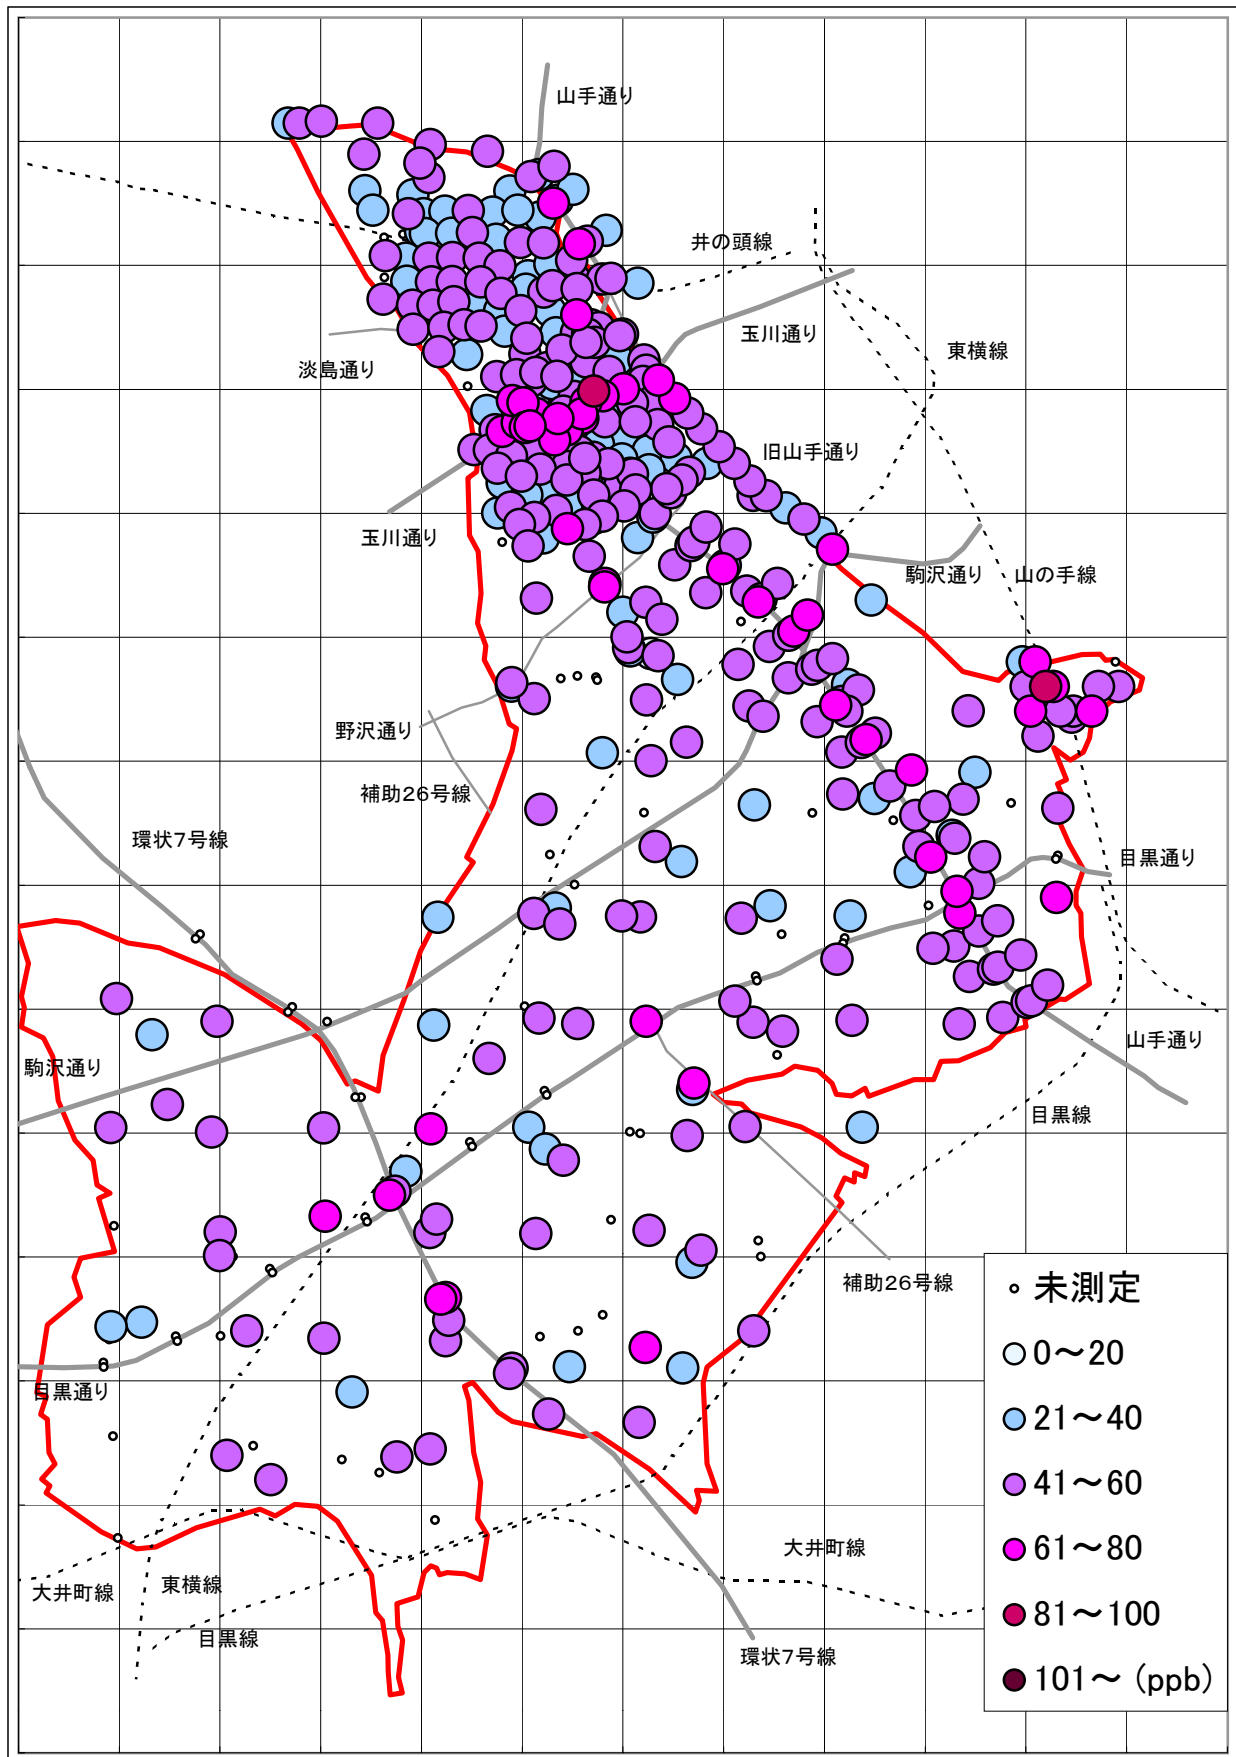 山手通り
井の頭線
玉川通り
東横線
淡島通り
旧山手通り
玉川通り
駒沢通り
山の手線
野沢通り
補助26号線
環状7号線
目黒通り
駒沢通り
山手通り
目黒線
補助26号線
目黒通り
大井町線
東横線
目黒線
大井町線
環状7号線
未測定
0～20
21～40
41～60
61～80
81～100
101～(ppb)